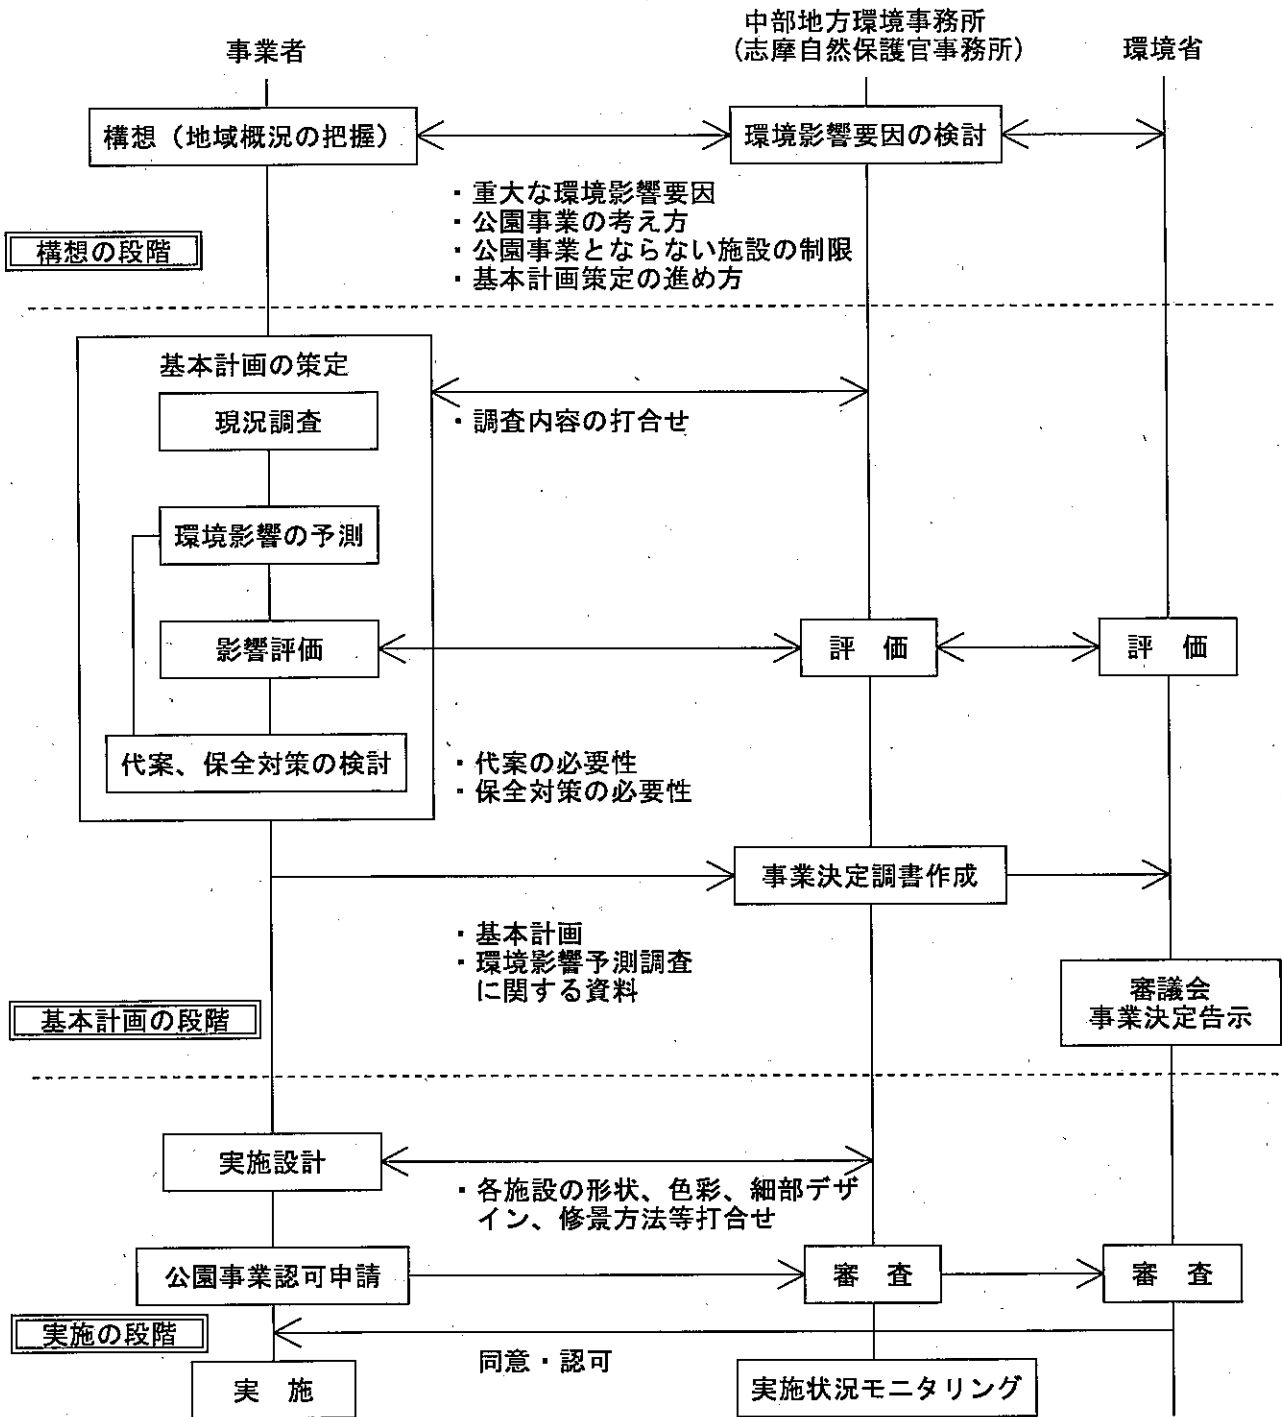 事業者
中部地方環境事務所
(志摩自然保護官事務所)
環境省
構想（地域概況の把握）
環境影響要因の検討
・重大な環境影響要因
・公園事業の考え方
・公園事業とならない施設の制限
・基本計画策定の進め方
構想の段階
基本計画の策定
現況調査
・調査内容の打合せ
環境影響の予測
影響評価
評　価
評　価
代案、保全対策の検討
・代案の必要性
・保全対策の必要性
事業決定調書作成
・基本計画
・環境影響予測調査
に関する資料
審議会
事業決定告示
基本計画の段階
実施設計
・各施設の形状、色彩、細部デザ
イン、修景方法等打合せ
公園事業認可申請
審　査
審　査
実施の段階
同意・認可
実　施
実施状況モニタリング